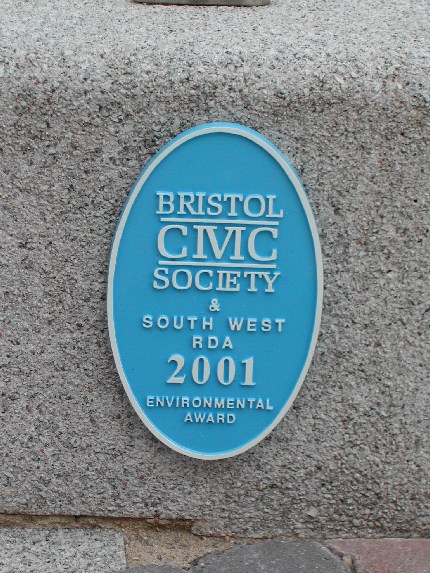 BRISTOL
CIVIC
SOCIETY
&
SOUTH WEST
RDA
2001
ENVIRONMENTAL
AWARD